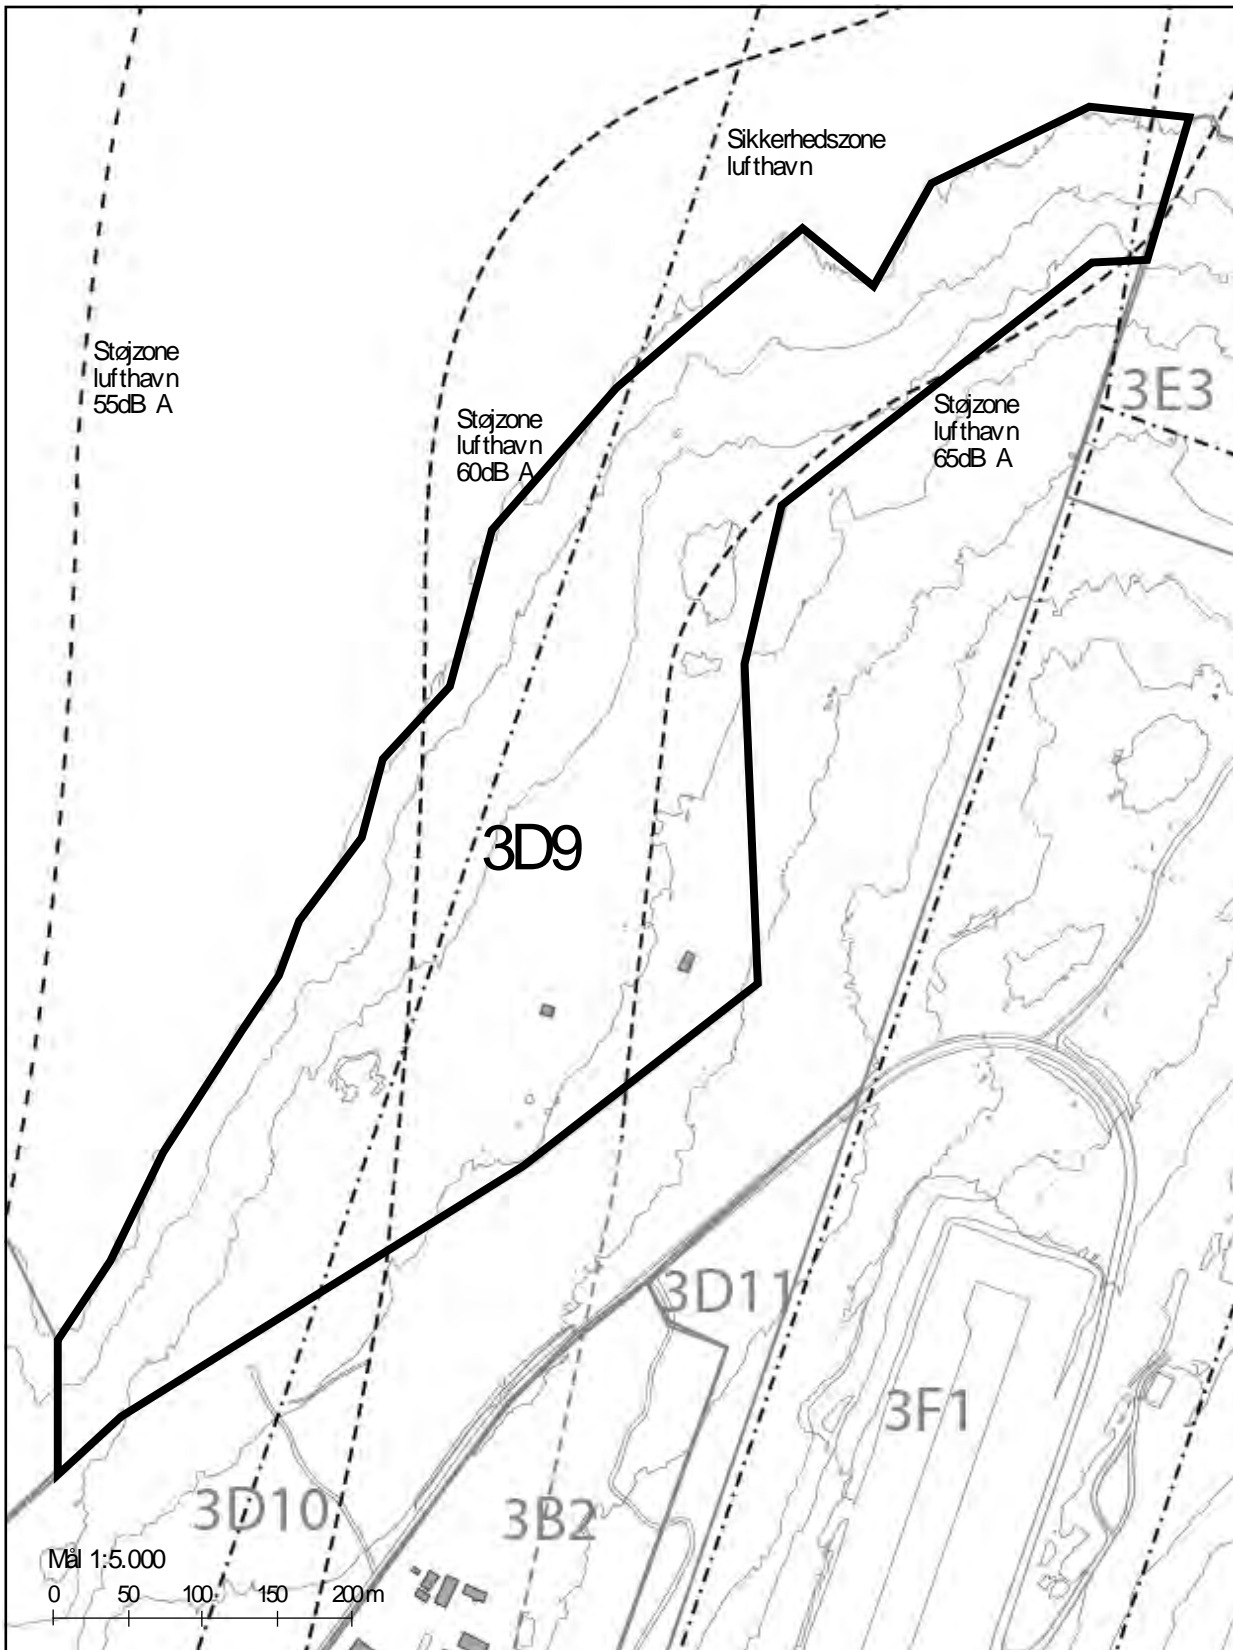 Sikkerhedszone
lufthavn
Støjzone
lufthavn
55dB A
Støjzone
lufthavn
60dB A
Støjzone
lufthavn
65dB A
3E3
3D9
3D11
3F1
3D10
3B2
Mål 1:5.000
0 50 100 150 200 m